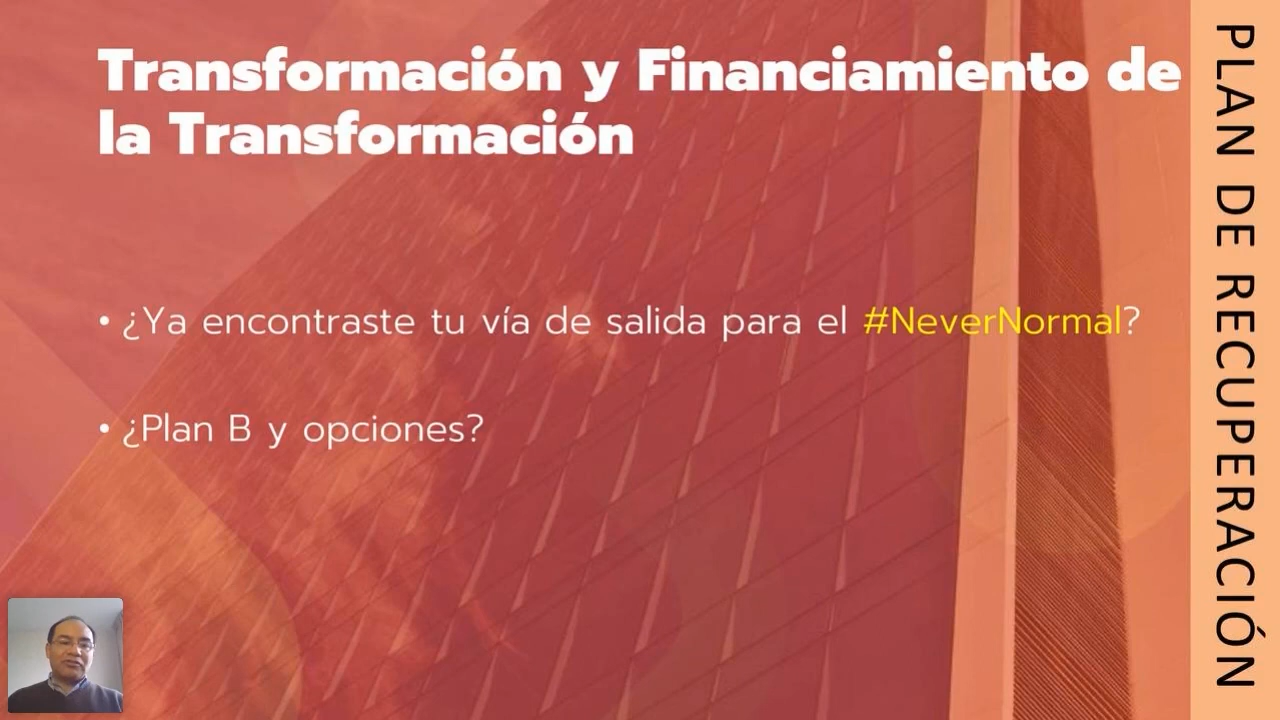 Transformación y Financiamiento de
la Transformación
• ¿Ya encontraste tu vía de salida para el #NeverNormal?
• ¿Plan B y opciones?
PLAN DE RECUPERACIÓN